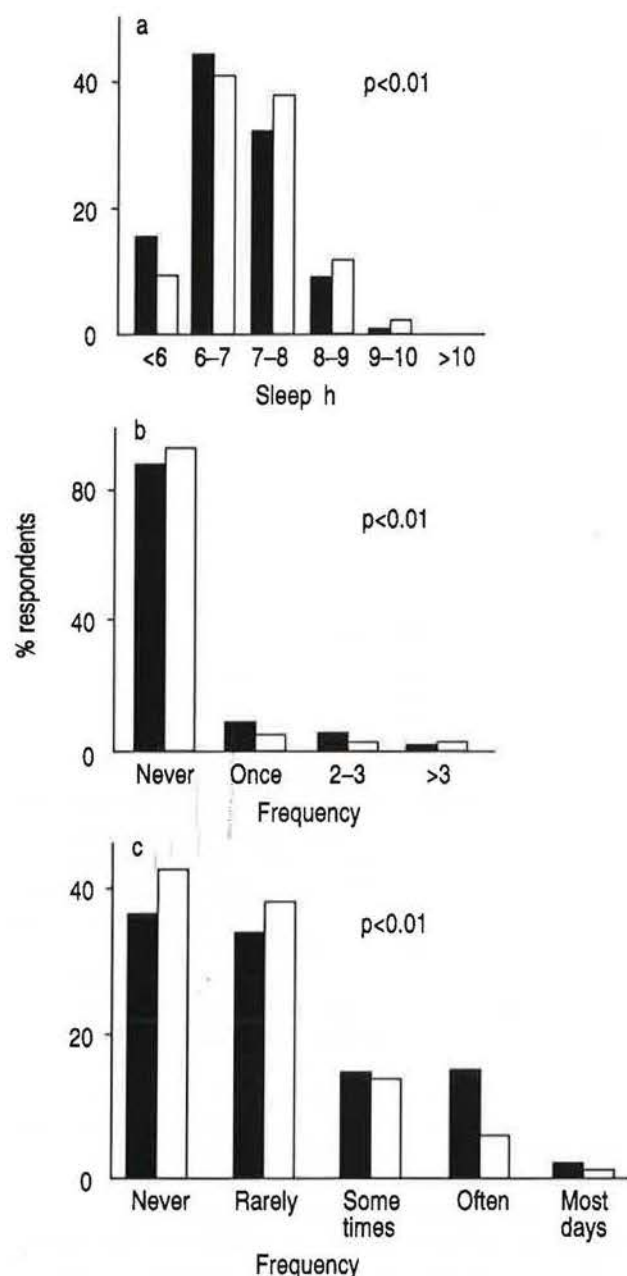 a
p<0.01
40
20
0
<6 6–7 7–8 8–9 9–10 >10
Sleep h
b
p<0.01
80
40
0
% respondents
Never Once 2–3 >3
Frequency
c
p<0.01
40
20
0
Never Rarely Some times Often Most days
Frequency